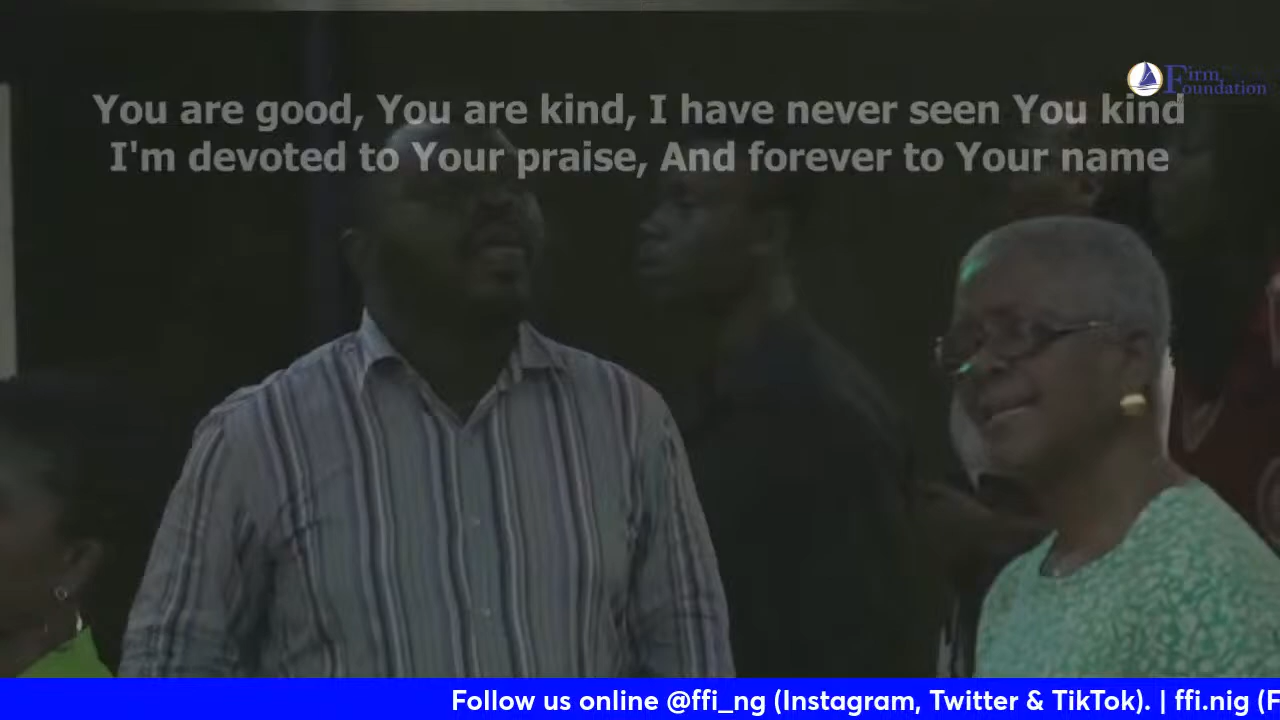 Firm
Foundation
You are good, You are kind, I have never seen You kind
I'm devoted to Your praise, And forever to Your name
Follow us online @ffi_ng (Instagram, Twitter & TikTok). | ffi.nig (F